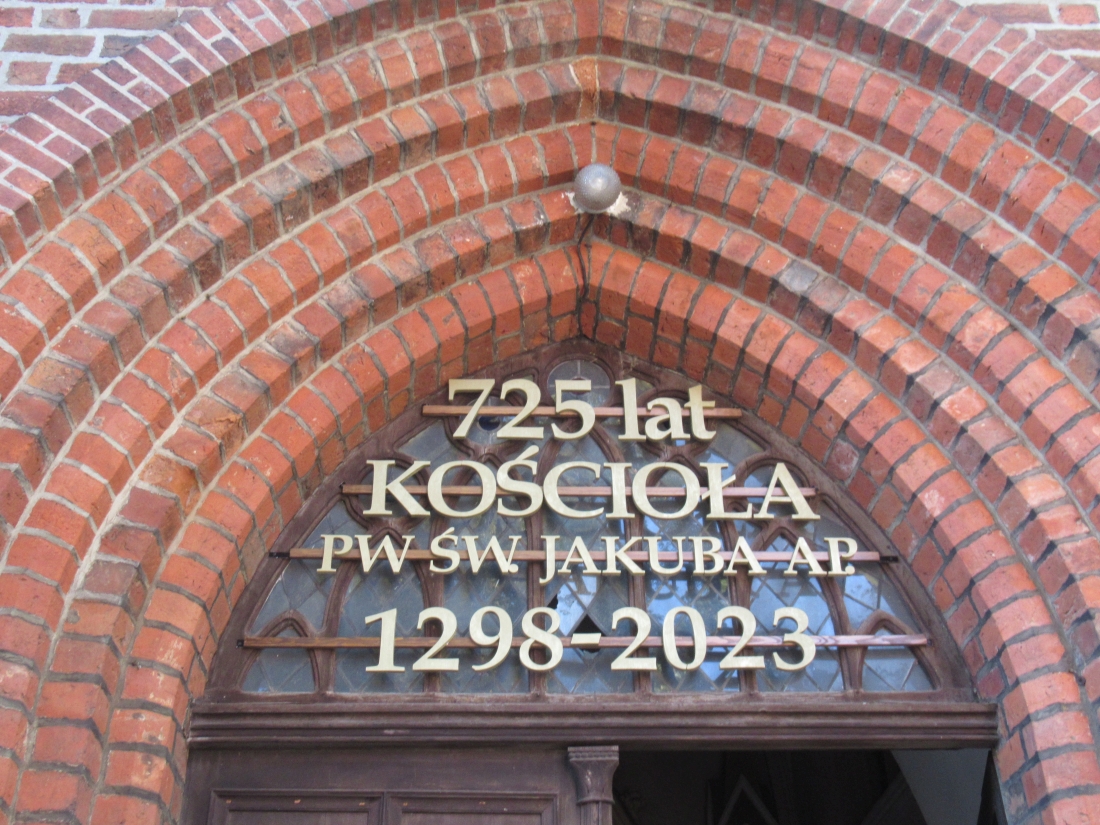 725 lat
KOŚCIOŁA
PW ŚW. JAKUBA AP.
1298-2023